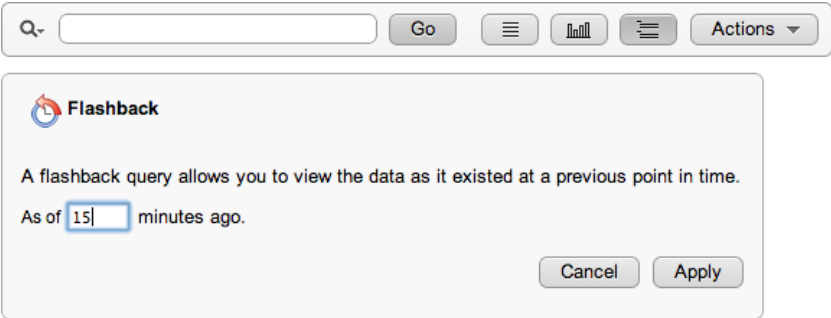 Go Actions
Flashback
A flashback query allows you to view the data as it existed at a previous point in time.
As of 15 minutes ago.
Cancel Apply